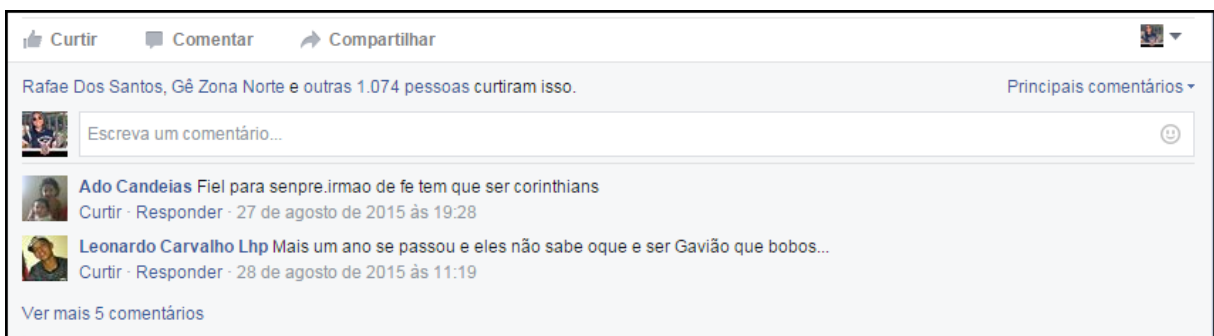 Curtir Comentar Compartilhar
Rafae Dos Santos, Gê Zona Norte e outras 1.074 pessoas curtiram isso. Principais comentários
Escreva um comentário...
Ado Candeias Fiel para senpre.irmao de fe tem que ser corinthians
Curtir · Responder · 27 de agosto de 2015 às 19:28
Leonardo Carvalho Lhp Mais um ano se passou e eles não sabe oque e ser Gavião que bobos...
Curtir · Responder · 28 de agosto de 2015 às 11:19
Ver mais 5 comentários